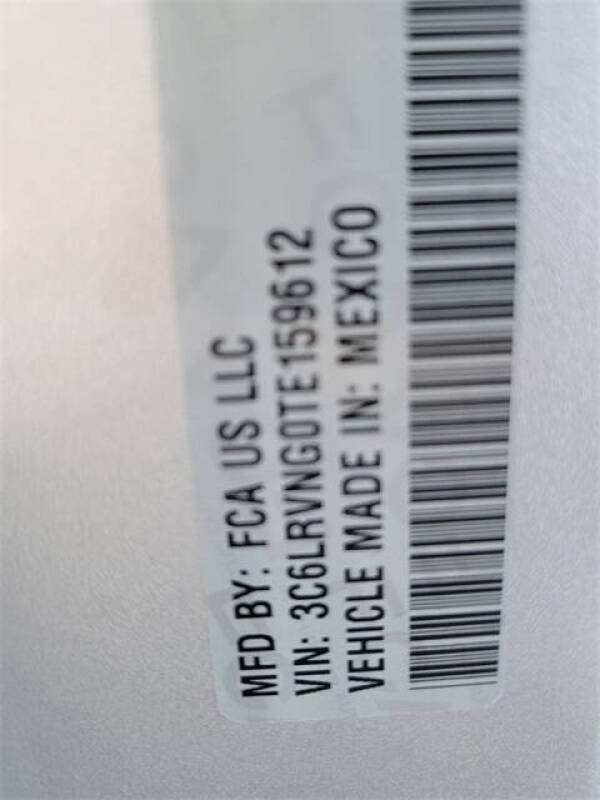 MFD BY: FCA US LLC
VIN: 3C6LRVNG0TE159612
VEHICLE MADE IN: MEXICO